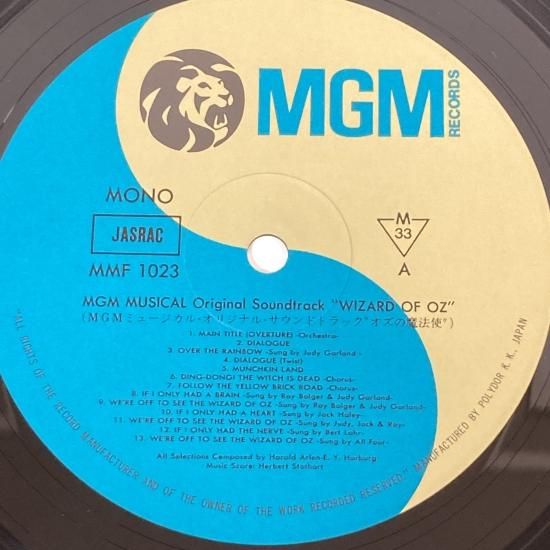 MGM
RECORDS
MONO
JASRAC
MMF 1023
M
33
A
MGM MUSICAL Original Soundtrack "WIZARD OF OZ"
(MGMミュージカル・オリジナル・サウンドトラック"オズの魔法使")
1. MAIN TITLE (OVERTURE) -Orchestra-
2. DIALOGUE
3. OVER THE RAINBOW -Sung by Judy Garland-
4. DIALOGUE (Twist)
5. MUNCHKIN LAND
6. DING-DONG! THE WITCH IS DEAD -Chorus-
7. FOLLOW THE YELLOW BRICK ROAD -Chorus-
8. IF I ONLY HAD A BRAIN -Sung by Ray Bolger & Judy Garland-
9. WE'RE OFF TO SEE THE WIZARD OF OZ -Sung by Ray Bolger & Judy Garland-
10. IF I ONLY HAD A HEART -Sung by Jack Haley-
11. WE'RE OFF TO SEE THE WIZARD OF OZ -Sung by Judy, Jack & Ray-
12. IF I ONLY HAD THE NERVE -Sung by Bert Lahr-
13. WE'RE OFF TO SEE THE WIZARD OF OZ -Sung by All Four-
All Selections Composed by Harold Arlen-E. Y. Harburg
Music Score: Herbert Stothart
"ALL RIGHTS OF THE RECORD MANUFACTURER AND OF THE OWNER OF THE WORK RECORDED RESERVED" MANUFACTURED BY POLYDOR K. K., JAPAN